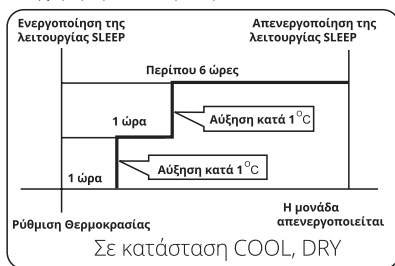 Ενεργοποίηση της
λειτουργίας SLEEP
Απενεργοποίηση της
λειτουργίας SLEEP
Περίπου 6 ώρες
1 ώρα
Αύξηση κατά 1°C
1 ώρα
Αύξηση κατά 1°C
Ρύθμιση Θερμοκρασίας
Η μονάδα
απενεργοποιείται
Σε κατάσταση COOL, DRY